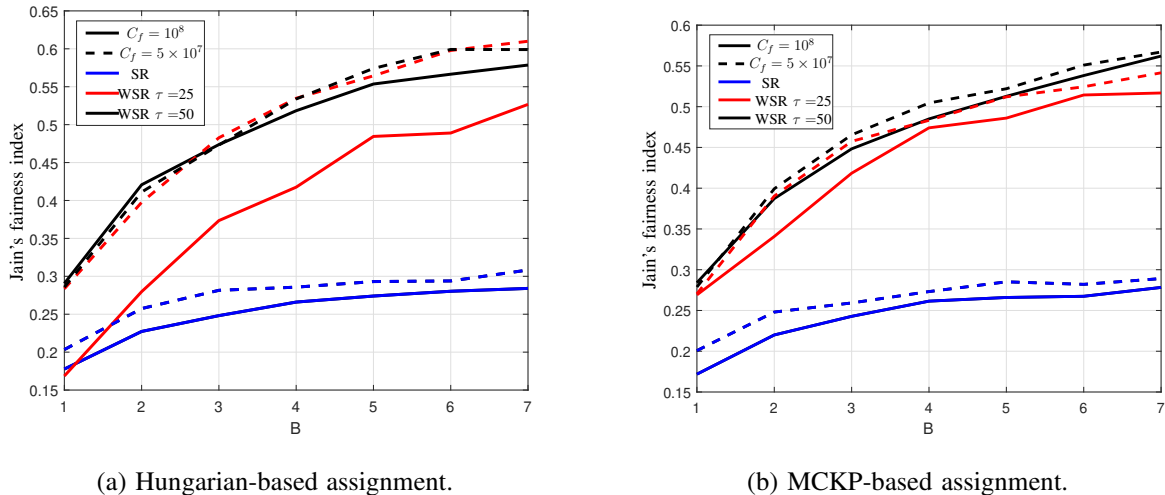 0.65
0.6
0.55
0.5
0.45
0.4
0.35
0.3
0.25
0.2
0.15
Jain's fairness index
1 2 3 4 5 6 7
B
C_f = 10^8
C_f = 5 × 10^7
SR
WSR τ =25
WSR τ =50
(a) Hungarian-based assignment.
0.65
0.6
0.55
0.5
0.45
0.4
0.35
0.3
0.25
0.2
0.15
Jain's fairness index
1 2 3 4 5 6 7
B
C_f = 10^8
C_f = 5 × 10^7
SR
WSR τ =25
WSR τ =50
(b) MCKP-based assignment.